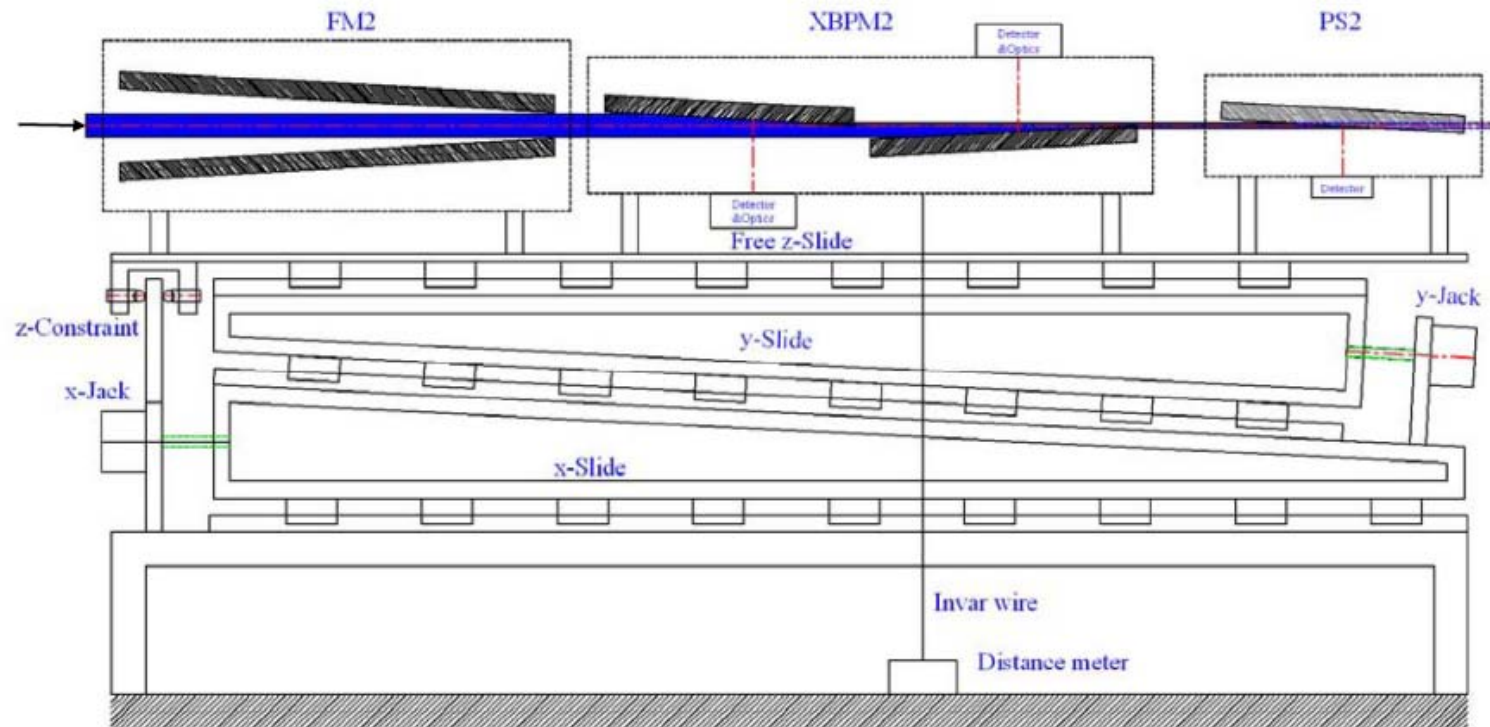 FM2
XBPM2
PS2
Detector
&Optics
Detector
&Optics
Detector
Free z-Slide
z-Constraint
y-Jack
y-Slide
x-Jack
x-Slide
Invar wire
Distance meter